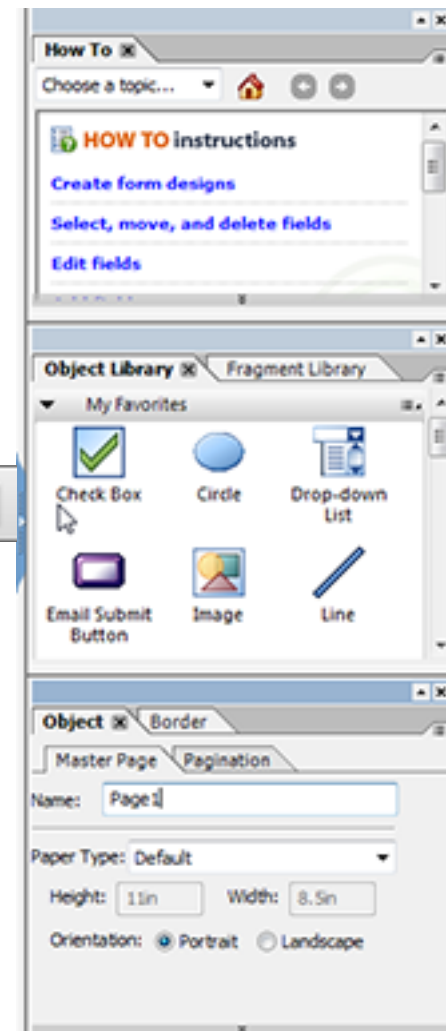 How To
Choose a topic...
HOW TO instructions
Create form designs
Select, move, and delete fields
Edit fields
Object Library Fragment Library
My Favorites
Check Box Circle Drop-down List
Email Submit Button Image Line
Object Border
Master Page Pagination
Name: Page1
Paper Type: Default
Height: 11in Width: 8.5in
Orientation: Portrait Landscape